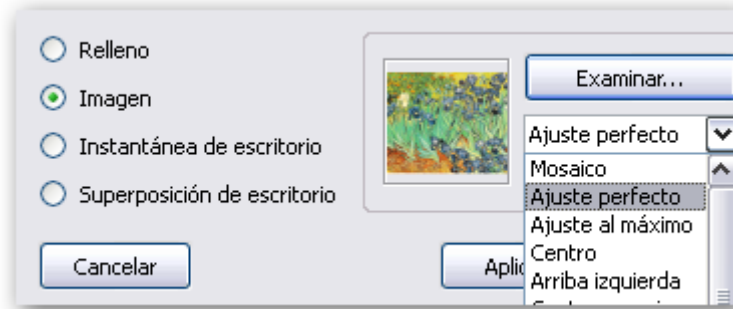 Relleno
Imagen
Instantánea de escritorio
Superposición de escritorio
Cancelar
Examinar...
Ajuste perfecto
Mosaico
Ajuste perfecto
Ajuste al máximo
Centro
Arriba izquierda